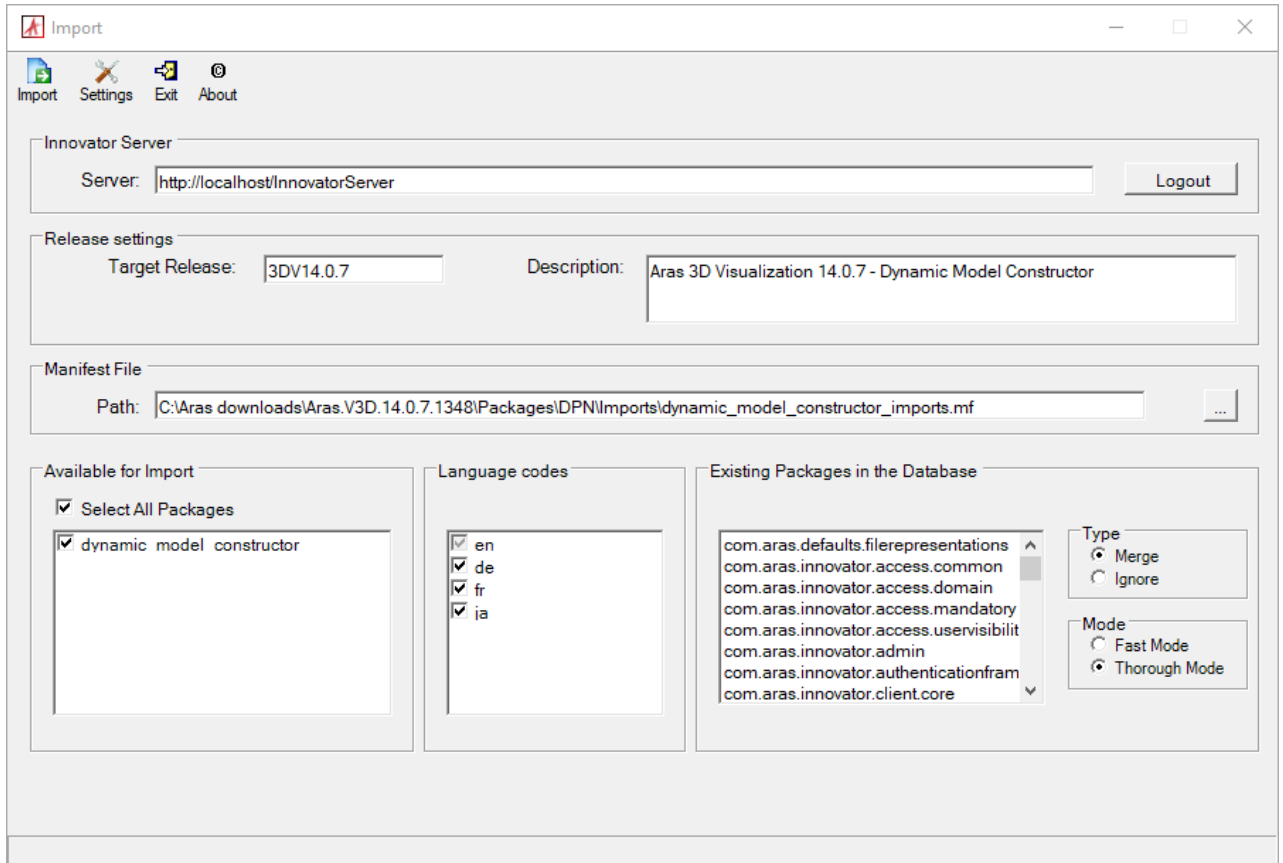 Import
Import Settings Exit About
Innovator Server
Server: http://localhost/InnovatorServer Logout
Release settings
Target Release: 3DV14.0.7 Description: Aras 3D Visualization 14.0.7 - Dynamic Model Constructor
Manifest File
Path: C:\Aras downloads\Aras.V3D.14.0.7.1348\Packages\DPN\Imports\dynamic_model_constructor_imports.mf ...
Available for Import
Select All Packages
dynamic_model_constructor
Language codes
en
de
fr
ja
Existing Packages in the Database
com.aras.defaults.filerepresentations
com.aras.innovator.access.common
com.aras.innovator.access.domain
com.aras.innovator.access.mandatory
com.aras.innovator.access.uservisibilit
com.aras.innovator.admin
com.aras.innovator.authenticationfram
com.aras.innovator.client.core
Type
Merge
Ignore
Mode
Fast Mode
Thorough Mode